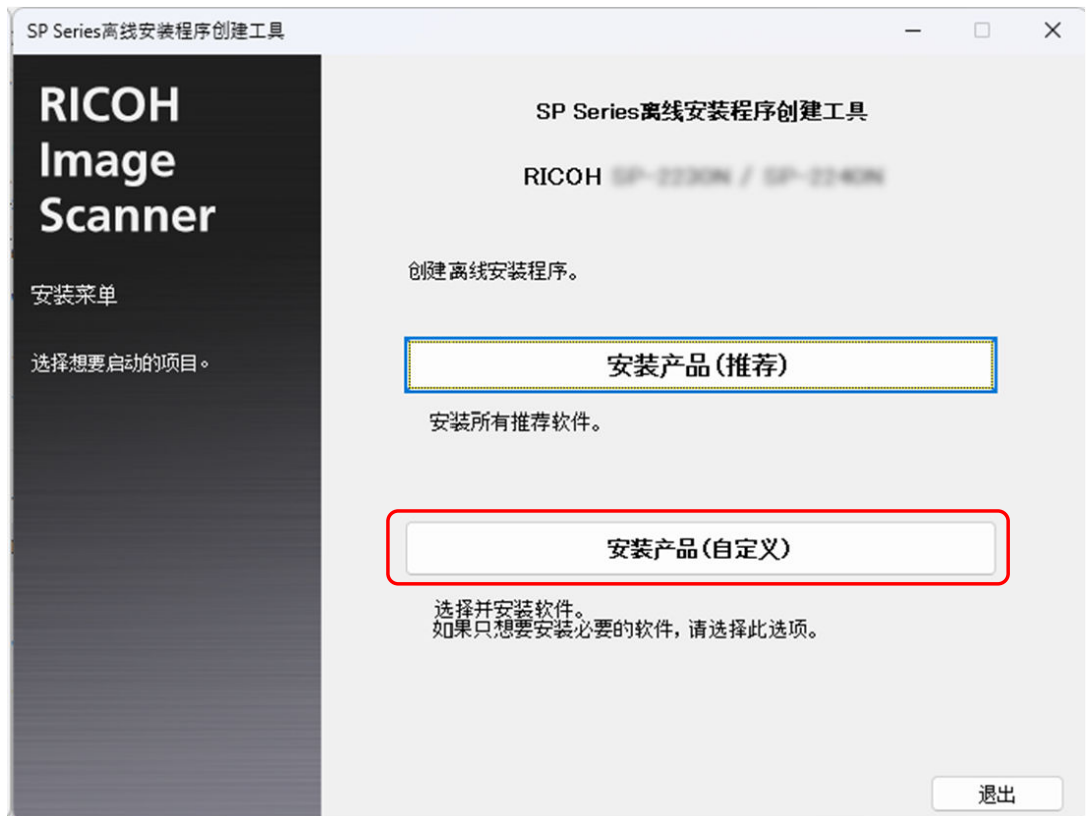 SP Series离线安装程序创建工具
RICOH
Image
Scanner
安装菜单
选择想要启动的项目。
SP Series离线安装程序创建工具
RICOH
创建离线安装程序。
安装产品(推荐)
安装所有推荐软件。
安装产品(自定义)
选择并安装软件。
如果只想要安装必要的软件,请选择此选项。
退出